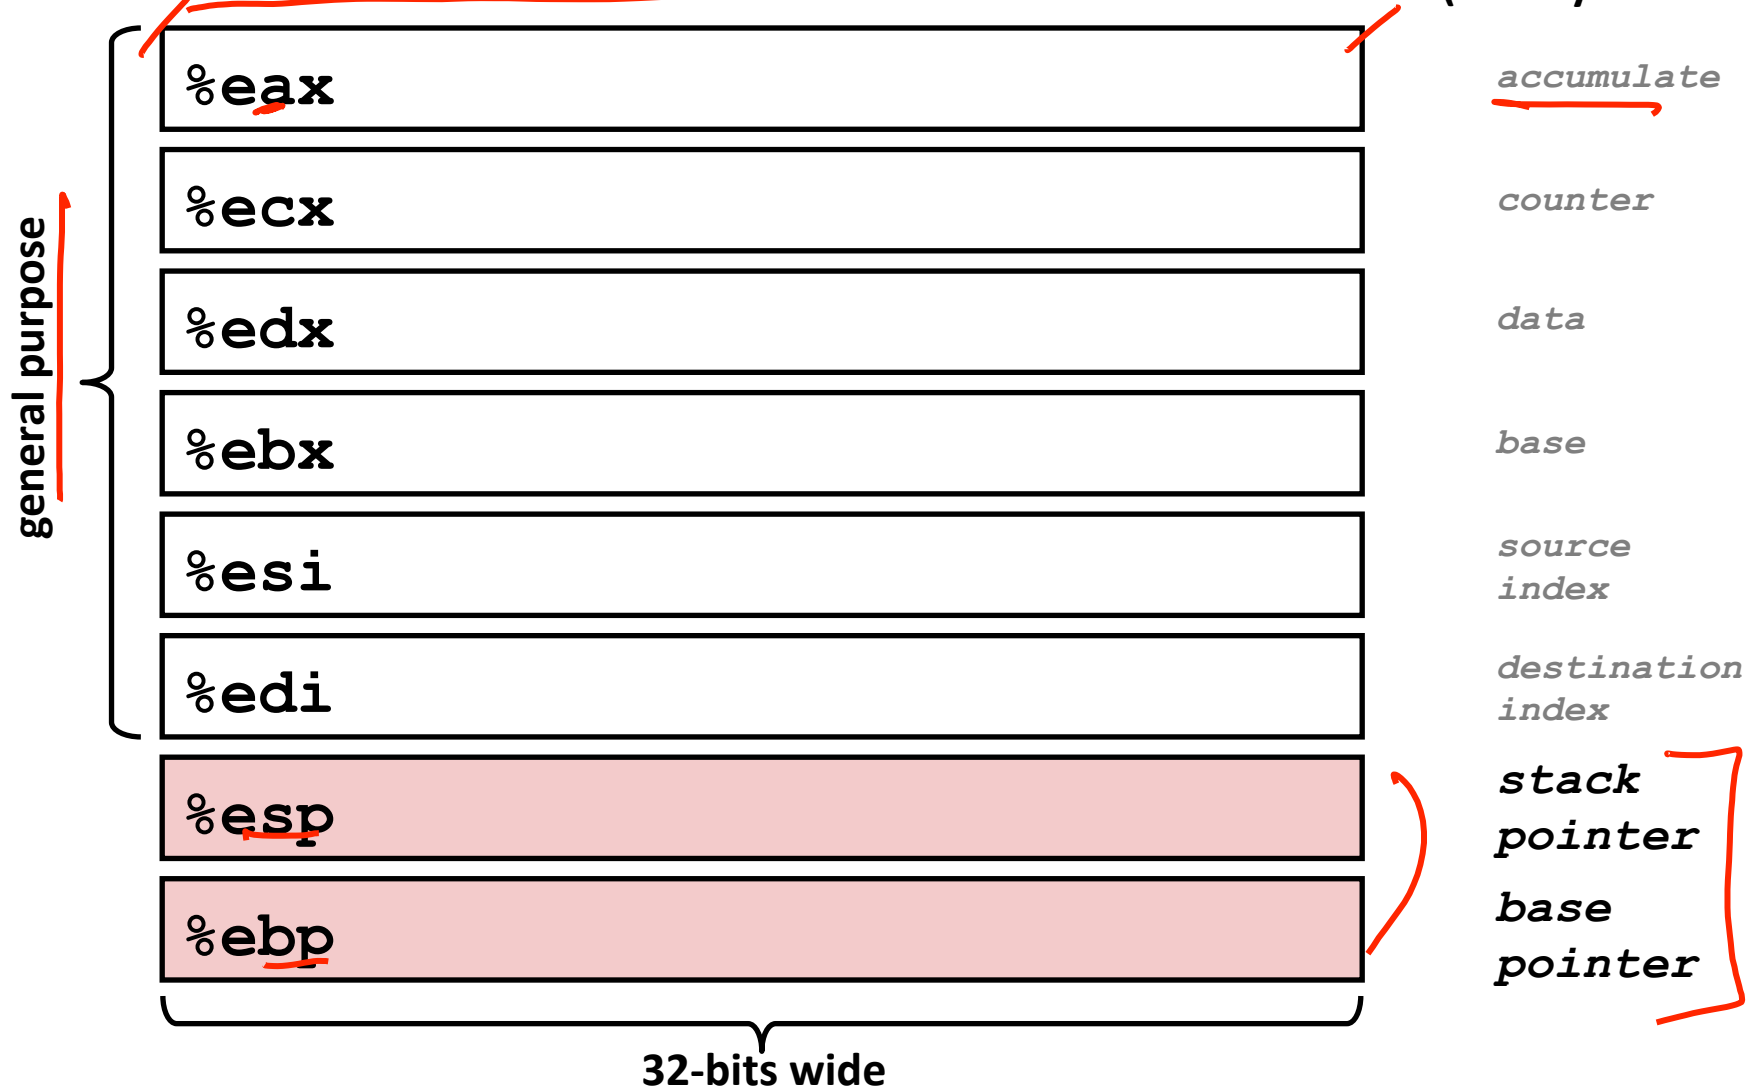 %eax
accumulate
%ecx
counter
%edx
data
%ebx
base
%esi
source
index
%edi
destination
index
%esp
stack
pointer
%ebp
base
pointer
general purpose
32-bits wide